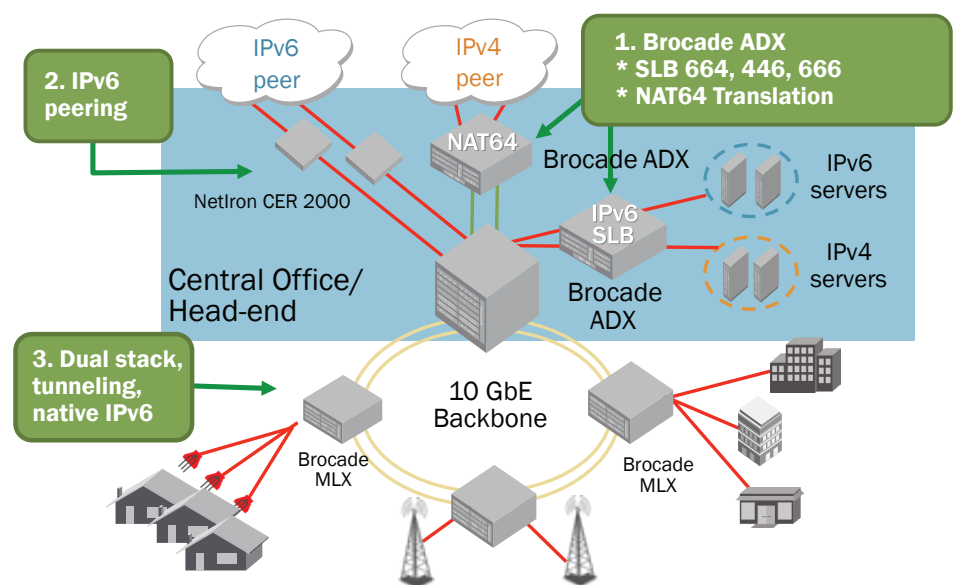 IPv6
peer
IPv4
peer
1. Brocade ADX
* SLB 664, 446, 666
* NAT64 Translation
2. IPv6
peering
NAT64
Brocade ADX
IPv6
servers
NetIron CER 2000
IPv6
SLB
IPv4
servers
Central Office/
Head-end
Brocade
ADX
3. Dual stack,
tunneling,
native IPv6
10 GbE
Backbone
Brocade
MLX
Brocade
MLX